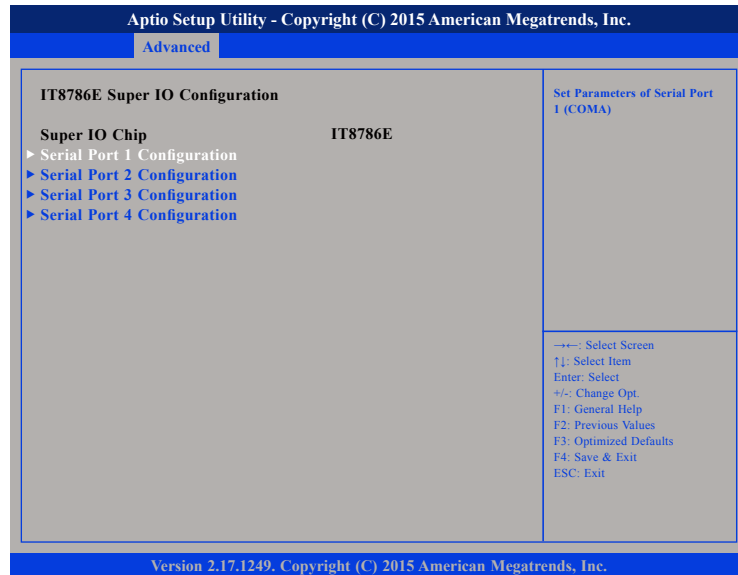 Aptio Setup Utility - Copyright (C) 2015 American Megatrends, Inc.
Advanced
IT8786E Super IO Configuration
Super IO Chip IT8786E
Serial Port 1 Configuration
Serial Port 2 Configuration
Serial Port 3 Configuration
Serial Port 4 Configuration
Set Parameters of Serial Port
1 (COMA)
→←: Select Screen
↑↓: Select Item
Enter: Select
+/-: Change Opt.
F1: General Help
F2: Previous Values
F3: Optimized Defaults
F4: Save & Exit
ESC: Exit
Version 2.17.1249. Copyright (C) 2015 American Megatrends, Inc.